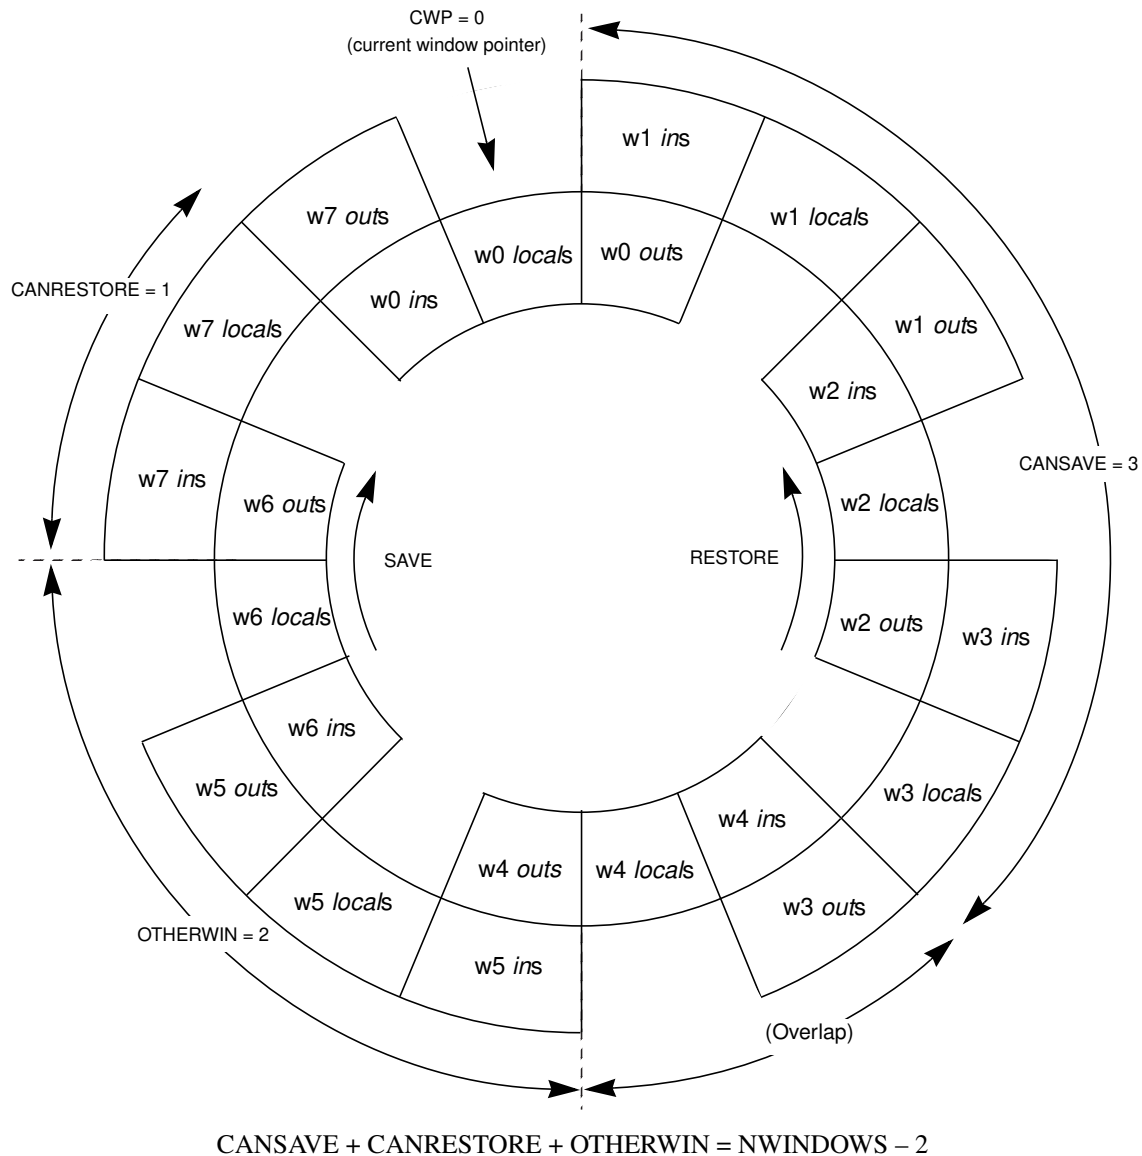 CWP = 0
(current window pointer)
w1 ins
w7 outs
w1 locals
w0 locals
w0 outs
CANRESTORE = 1
w0 ins
w7 locals
w1 outs
w2 ins
CANSAVE = 3
w7 ins
w6 outs
w2 locals
SAVE
RESTORE
w6 locals
w2 outs
w3 ins
w6 ins
w5 outs
w3 locals
w4 ins
w4 outs
w4 locals
w5 locals
w3 outs
OTHERWIN = 2
w5 ins
(Overlap)
CANSAVE + CANRESTORE + OTHERWIN = NWINDOWS – 2